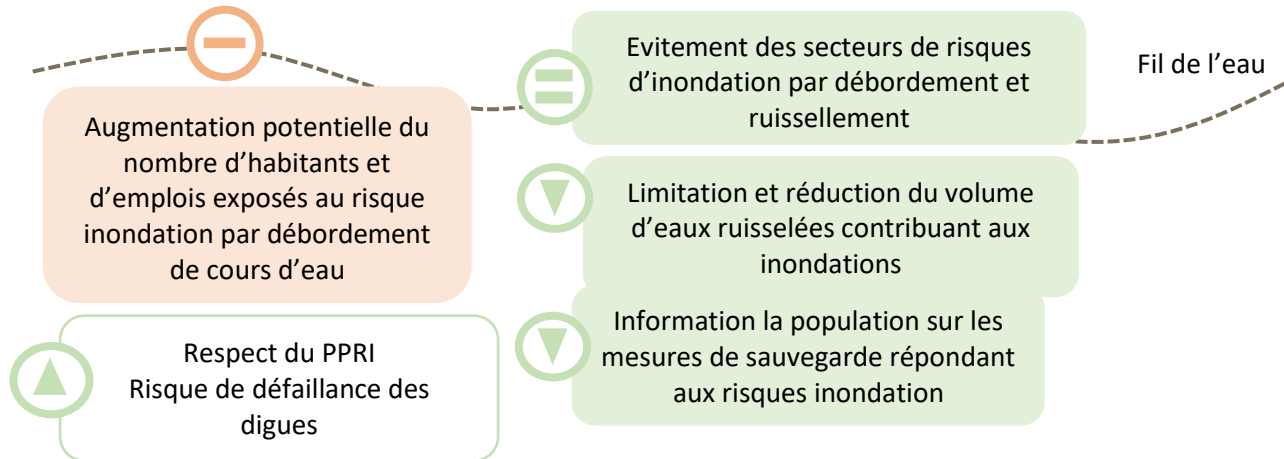 Augmentation potentielle du
nombre d’habitants et
d’emplois exposés au risque
inondation par débordement
de cours d’eau
Respect du PPRI
Risque de défaillance des
digues
Evitement des secteurs de risques
d’inondation par débordement et
ruissellement
Limitation et réduction du volume
d’eaux ruisselées contribuant aux
inondations
Information la population sur les
mesures de sauvegarde répondant
aux risques inondation
Fil de l’eau